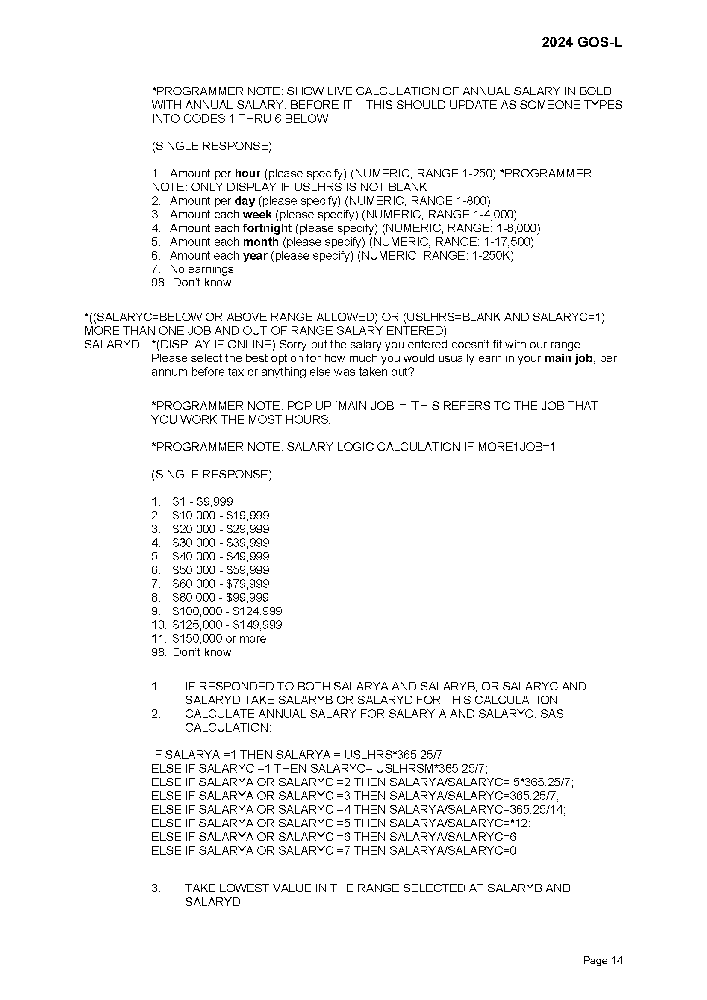 2024 GOS-L
*PROGRAMMER NOTE: SHOW LIVE CALCULATION OF ANNUAL SALARY IN BOLD
WITH ANNUAL SALARY: BEFORE IT – THIS SHOULD UPDATE AS SOMEONE TYPES
INTO CODES 1 THRU 6 BELOW
(SINGLE RESPONSE)
1. Amount per hour (please specify) (NUMERIC, RANGE 1-250) *PROGRAMMER
NOTE: ONLY DISPLAY IF USLHRS IS NOT BLANK
2. Amount per day (please specify) (NUMERIC, RANGE 1-800)
3. Amount each week (please specify) (NUMERIC, RANGE 1-4,000)
4. Amount each fortnight (please specify) (NUMERIC, RANGE: 1-8,000)
5. Amount each month (please specify) (NUMERIC, RANGE: 1-17,500)
6. Amount each year (please specify) (NUMERIC, RANGE: 1-250K)
7. No earnings
98. Don’t know
*((SALARYC=BELOW OR ABOVE RANGE ALLOWED) OR (USLHRS=BLANK AND SALARYC=1),
MORE THAN ONE JOB AND OUT OF RANGE SALARY ENTERED)
SALARYD *(DISPLAY IF ONLINE) Sorry but the salary you entered doesn’t fit with our range.
Please select the best option for how much you would usually earn in your main job, per
annum before tax or anything else was taken out?
*PROGRAMMER NOTE: POP UP ‘MAIN JOB’ = ‘THIS REFERS TO THE JOB THAT
YOU WORK THE MOST HOURS.’
*PROGRAMMER NOTE: SALARY LOGIC CALCULATION IF MORE1JOB=1
(SINGLE RESPONSE)
1. $1 - $9,999
2. $10,000 - $19,999
3. $20,000 - $29,999
4. $30,000 - $39,999
5. $40,000 - $49,999
6. $50,000 - $59,999
7. $60,000 - $79,999
8. $80,000 - $99,999
9. $100,000 - $124,999
10. $125,000 - $149,999
11. $150,000 or more
98. Don’t know
1. IF RESPONDED TO BOTH SALARYA AND SALARYB, OR SALARYC AND
SALARYD TAKE SALARYB OR SALARYD FOR THIS CALCULATION
2. CALCULATE ANNUAL SALARY FOR SALARY A AND SALARYC. SAS
CALCULATION:
IF SALARYA =1 THEN SALARYA = USLHRS*365.25/7;
ELSE IF SALARYC =1 THEN SALARYC= USLHRSM*365.25/7;
ELSE IF SALARYA OR SALARYC =2 THEN SALARYA/SALARYC= 5*365.25/7;
ELSE IF SALARYA OR SALARYC =3 THEN SALARYA/SALARYC=365.25/7;
ELSE IF SALARYA OR SALARYC =4 THEN SALARYA/SALARYC=365.25/14;
ELSE IF SALARYA OR SALARYC =5 THEN SALARYA/SALARYC=*12;
ELSE IF SALARYA OR SALARYC =6 THEN SALARYA/SALARYC=6
ELSE IF SALARYA OR SALARYC =7 THEN SALARYA/SALARYC=0;
3. TAKE LOWEST VALUE IN THE RANGE SELECTED AT SALARYB AND
SALARYD
Page 14